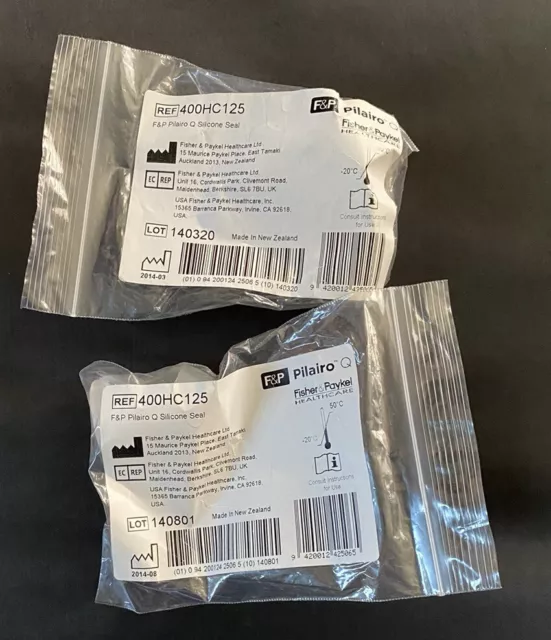 REF 400HC125
F&P Pilairo Q
F&P Pilairo Q Silicone Seal
Fisher & Paykel
HEALTHCARE
Fisher & Paykel Healthcare Ltd
15 Maurice Paykel Place, East Tamaki
Auckland 2013, New Zealand
-20°C
EC REP
Fisher & Paykel Healthcare Ltd.
Unit 16, Cordwallis Park, Clivemont Road,
Maidenhead, Berkshire, SL6 7BU, UK
USA Fisher & Paykel Healthcare, Inc.
15365 Barranca Parkway, Irvine, CA 92618.
USA.
Consult Instructions
for Use
LOT 140320
Made in New Zealand
2014-03
(01) 0 94 200124 2506 5 (10) 140320
REF 400HC125
F&P Pilairo™ Q
F&P Pilairo Q Silicone Seal
Fisher & Paykel
HEALTHCARE
50°C
-20°C
Fisher & Paykel Healthcare Ltd
15 Maurice Paykel Place, East Tamaki
Auckland 2013, New Zealand
EC REP
Fisher & Paykel Healthcare Ltd.
Unit 16, Cordwallis Park, Clivemont Road,
Maidenhead, Berkshire, SL6 7BU, UK
USA Fisher & Paykel Healthcare, Inc.
15365 Barranca Parkway, Irvine, CA 92618.
USA.
Consult Instructions
for Use
LOT 140801
Made in New Zealand
2014-08
(01) 0 94 200124 2506 5 (10) 140801
9 420012 425065